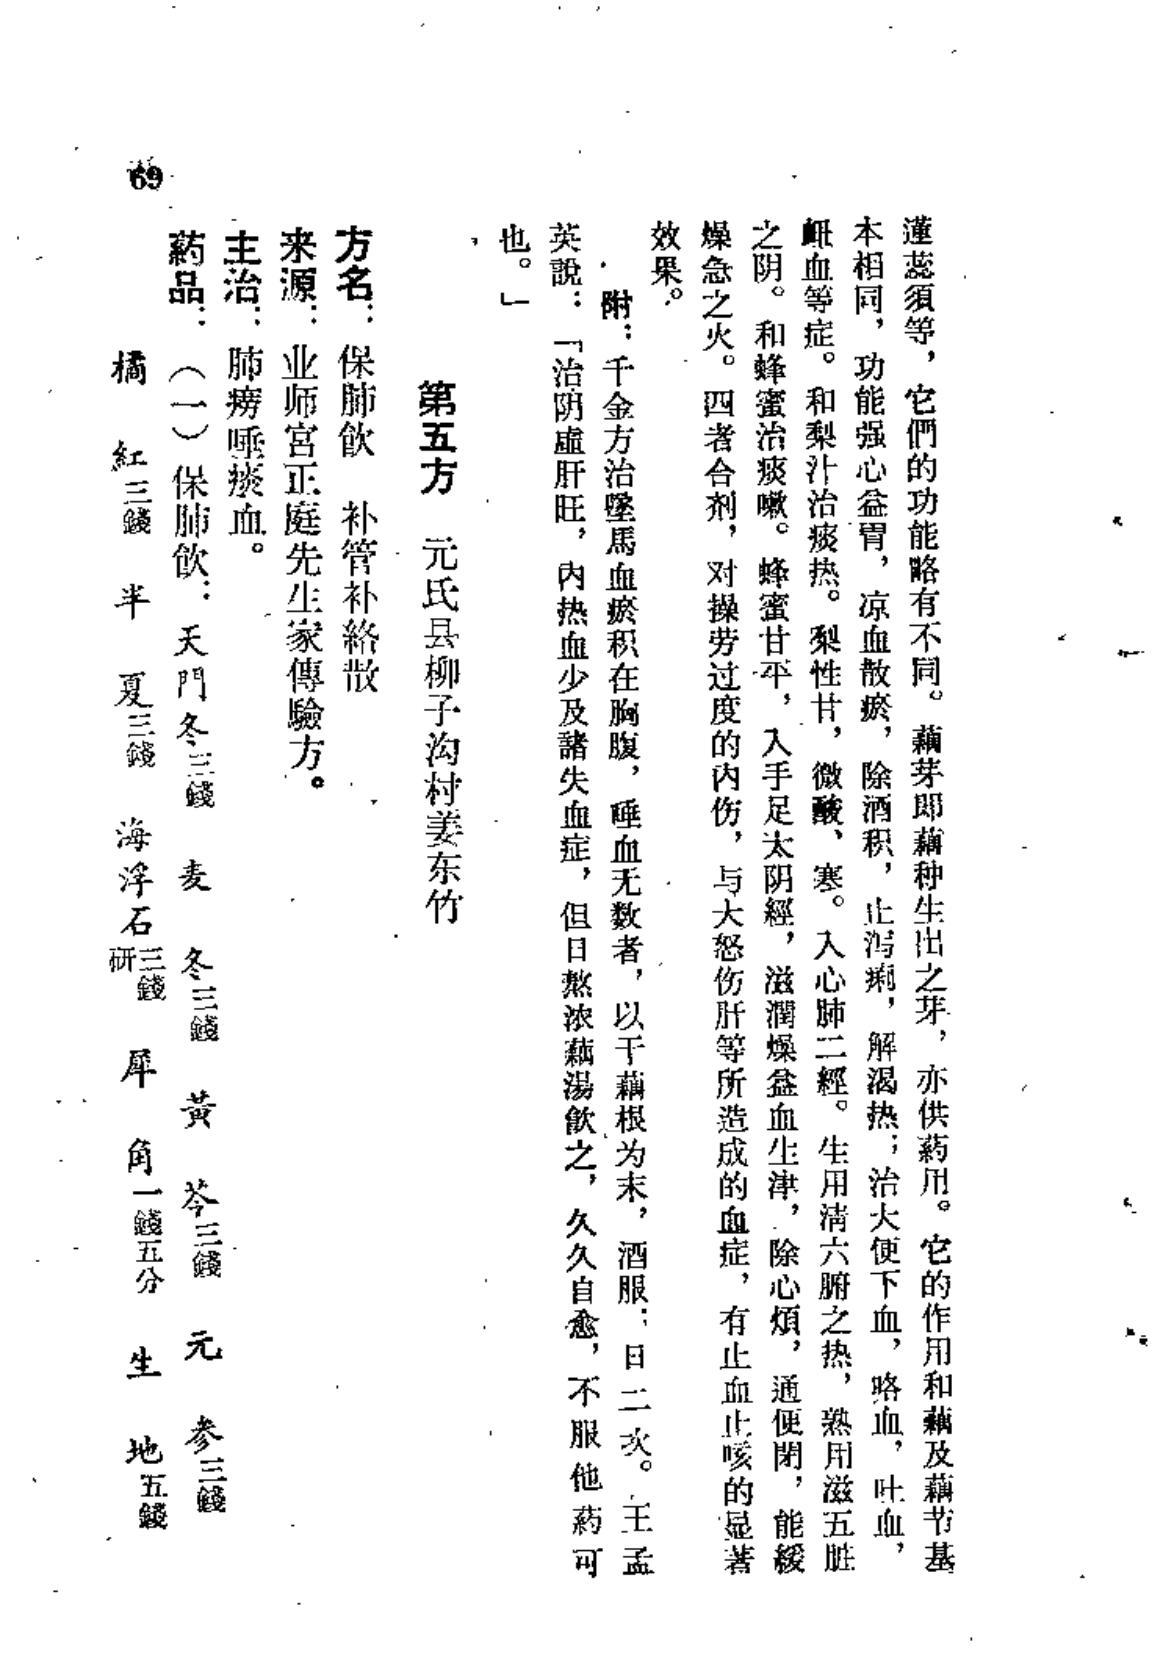 蓮蕊須等，它們的功能略有不同。藕芽即藕种生出之芽，亦供药用。它的作用和藕及藕节基
本相同，功能强心益胃，凉血散瘀，除酒积，止泻痢，解渴热；治大便下血，咯血，吐血，
衄血等症。和梨汁治痰热。梨性甘，微酸、寒。入心肺二經。生用清六腑之热，熟用滋五脏
之阴。和蜂蜜治痰嗽。蜂蜜甘平，入手足太阴經，滋潤燥益血生津，除心煩，通便閉，能緩
燥急之火。四者合剂，对操劳过度的内伤，与大怒伤肝等所造成的血症，有止血止咳的显著
效果。
附：千金方治墜馬血瘀积在胸腹，唾血无数者，以干藕根为末，酒服；日二次。王孟
英說：「治阴虛肝旺，內热血少及諸失血症，但日熬浓藕湯飲之，久久自愈，不服他药可
也。」
第五方 元氏县柳子沟村姜东竹
方名：保肺飮 补管补絡散
来源：业师宮正庭先生家傳驗方。
主治：肺痨唾痰血。
药品：（一）保肺飮：天門冬三錢 麦冬三錢 黃芩三錢 元参三錢
橘紅三錢 半夏三錢 海浮石研三錢 犀角一錢五分 生地五錢
69